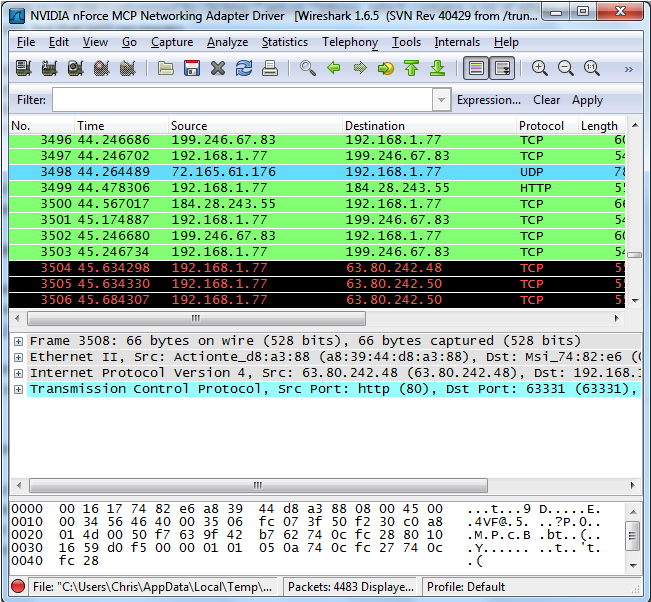 NVIDIA nForce MCP Networking Adapter Driver [Wireshark 1.6.5 (SVN Rev 40429 from /trun...
File Edit View Go Capture Analyze Statistics Telephony Tools Internals Help
Filter: Expression... Clear Apply
No. Time Source Destination Protocol Length
3496 44.246686 199.246.67.83 192.168.1.77 TCP 60
3497 44.246702 192.168.1.77 199.246.67.83 TCP 54
3498 44.264489 72.165.61.176 192.168.1.77 UDP 78
3499 44.478306 192.168.1.77 184.28.243.55 HTTP 55
3500 44.567017 184.28.243.55 192.168.1.77 TCP 66
3501 45.174887 192.168.1.77 199.246.67.83 TCP 54
3502 45.246680 199.246.67.83 192.168.1.77 TCP 60
3503 45.246734 192.168.1.77 199.246.67.83 TCP 54
3504 45.634298 192.168.1.77 63.80.242.48 TCP 55
3505 45.634330 192.168.1.77 63.80.242.50 TCP 55
3506 45.684307 192.168.1.77 63.80.242.50 TCP 55
Frame 3508: 66 bytes on wire (528 bits), 66 bytes captured (528 bits)
Ethernet II, Src: Actionte_d8:a3:88 (a8:39:44:d8:a3:88), Dst: Msi_74:82:e6 (0
Internet Protocol Version 4, Src: 63.80.242.48 (63.80.242.48), Dst: 192.168.1
Transmission Control Protocol, Src Port: http (80), Dst Port: 63331 (63331),
0000 00 16 17 74 82 e6 a8 39 44 d8 a3 88 08 00 45 00 ...t...9 D.....E.
0010 00 34 56 46 40 00 35 06 fc 07 3f 50 f2 30 c0 a8 .4VF@.5. ..?P.0..
0020 01 4d 00 50 f7 63 9f 42 b7 62 74 0c fc 28 80 10 .M.P.c.B .bt..(..
0030 16 59 d0 f5 00 00 01 01 05 0a 74 0c fc 27 74 0c .Y...... ..t..'t.
0040 fc 28 .(
File: "C:\Users\Chris\AppData\Local\Temp\... Packets: 4483 Displaye... Profile: Default